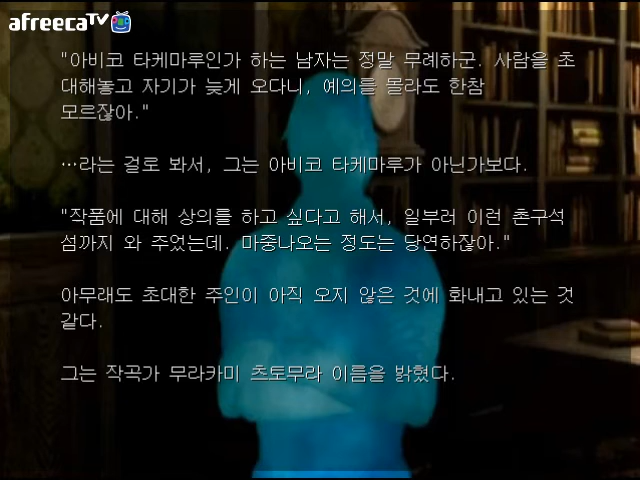 afreecaTV
"아비코 타케마루인가 하는 남자는 정말 무례하군. 사람을 초
대해놓고 자기가 늦게 오다니, 예의를 몰라도 한참
모르잖아."
…라는 걸로 봐서, 그는 아비코 타케마루가 아닌가보다.
"작품에 대해 상의를 하고 싶다고 해서, 일부러 이런 촌구석
섬까지 와 주었는데. 마중나오는 정도는 당연하잖아."
아무래도 초대한 주인이 아직 오지 않은 것에 화내고 있는 것
같다.
그는 작곡가 무라카미 츠토무라 이름을 밝혔다.